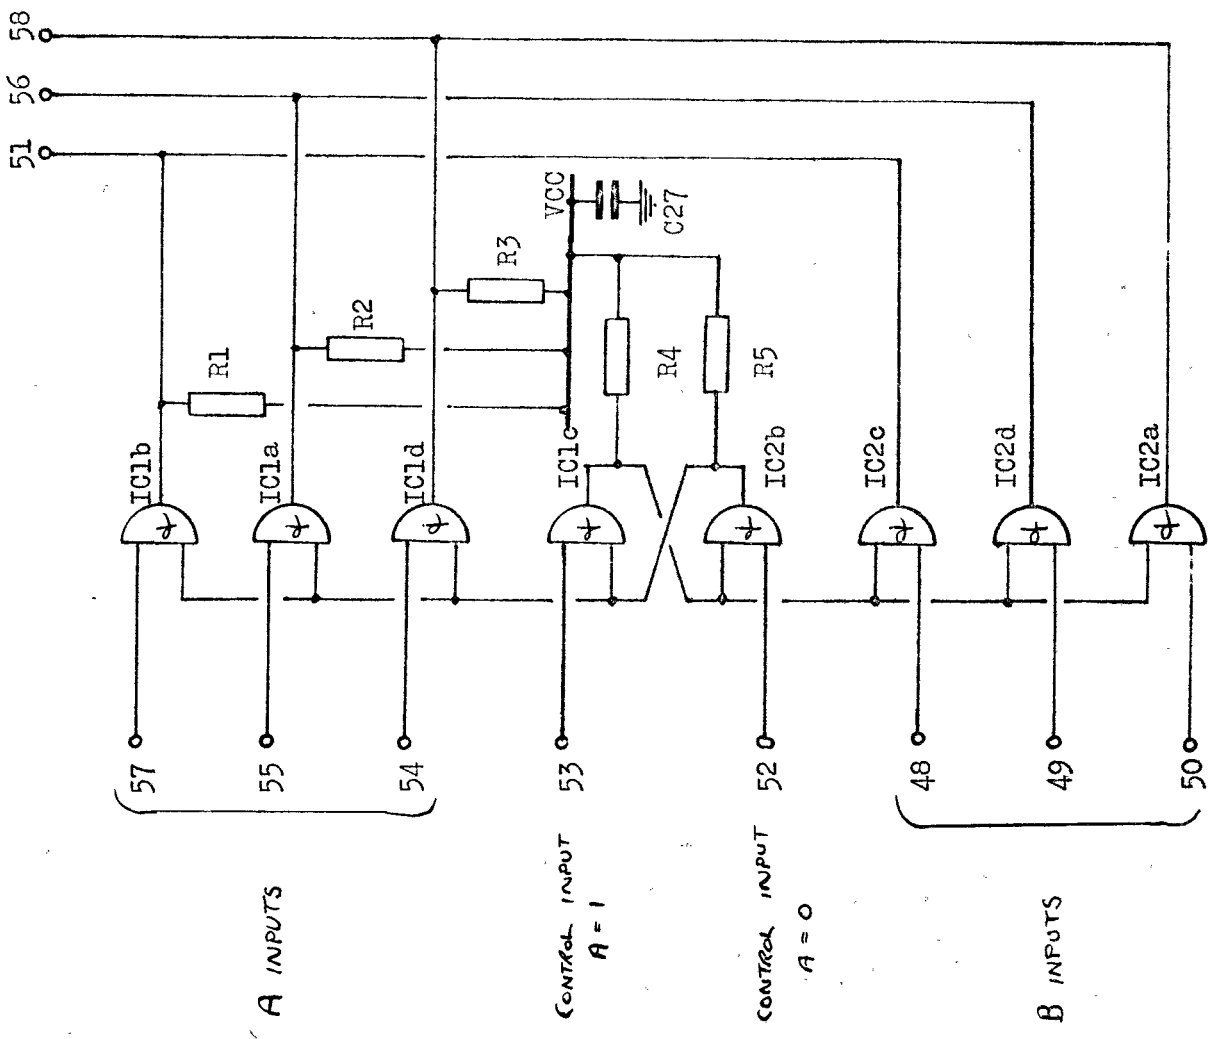 58
56
51
VCC
C27
R3
R2
R1
R4
R5
IC1b
IC1a
IC1d
IC1c
IC2b
IC2c
IC2d
IC2a
57
55
54
53
52
48
49
50
A INPUTS
CONTROL INPUT
A = 1
CONTROL INPUT
A = 0
B INPUTS